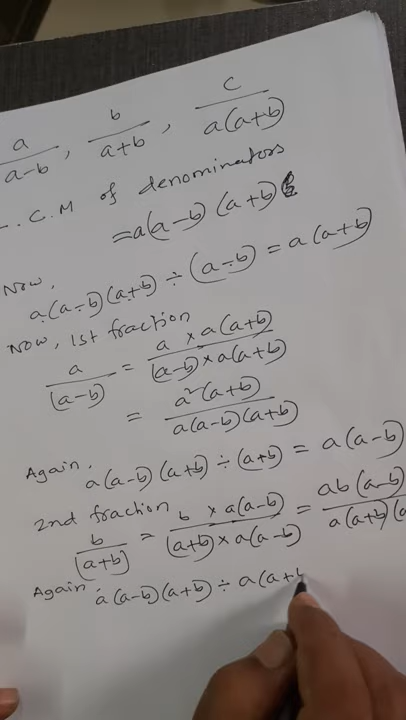 a/(a-b), b/(a+b), c/(a(a+b))
L.C.M of denominators
= a(a-b) (a+b)
Now,
a(a-b)(a+b) ÷ (a-b) = a(a+b)
Now, 1st fraction
a/(a-b) = (a × a(a+b))/((a-b) × a(a+b))
= a²(a+b)/(a(a-b)(a+b))
Again, a(a-b)(a+b) ÷ (a+b) = a(a-b)
2nd fraction
b/(a+b) = (b × a(a-b))/((a+b) × a(a-b)) = ab(a-b)/(a(a+b)(a
Again, a(a-b)(a+b) ÷ a(a+b